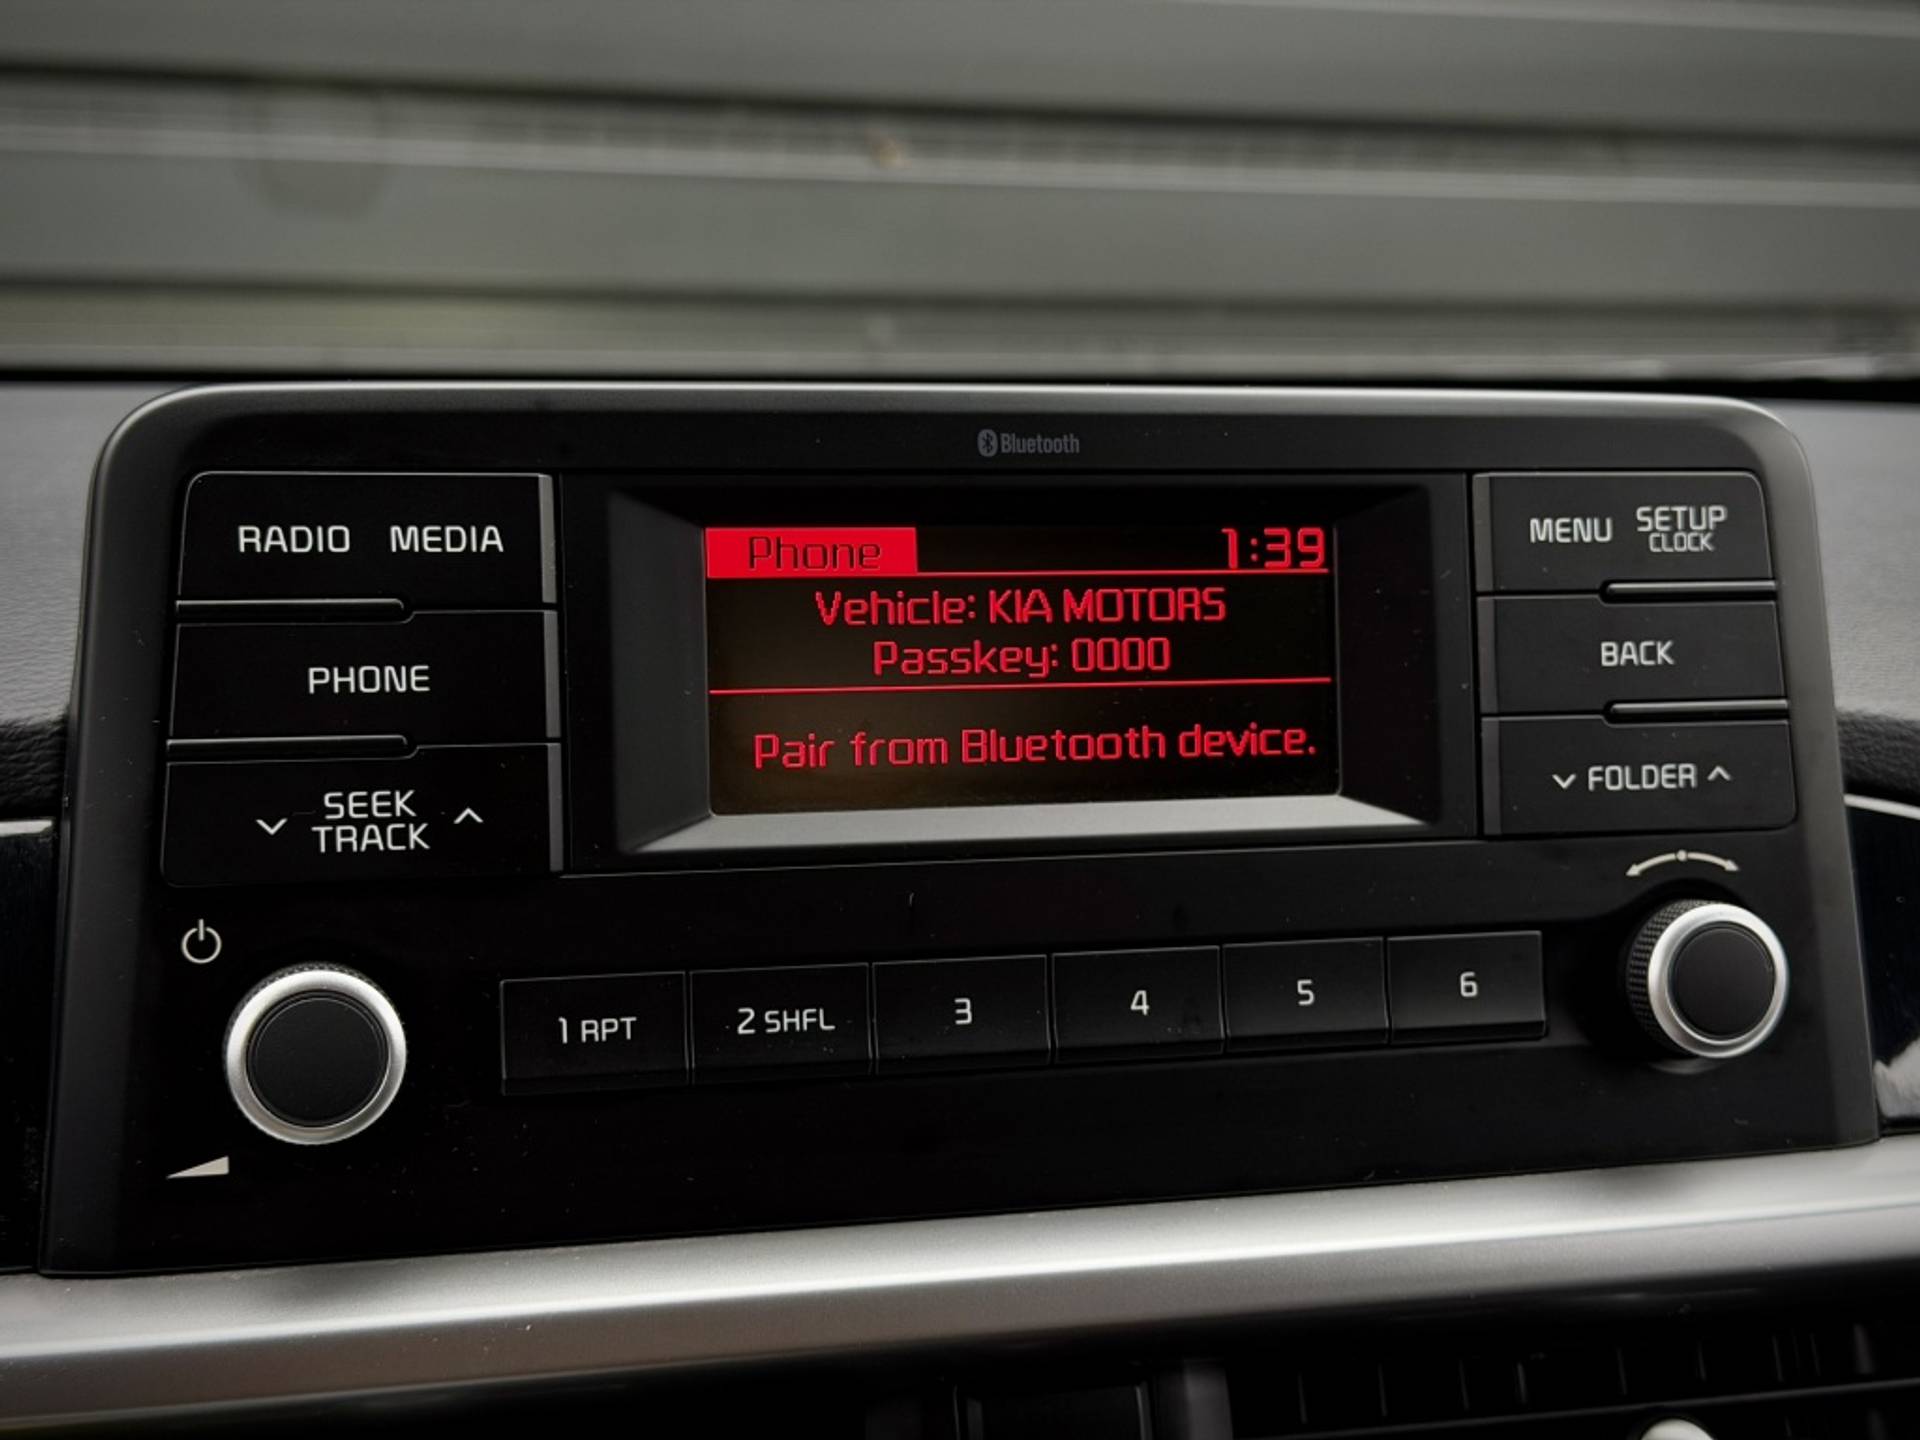 Bluetooth
RADIO MEDIA
PHONE
SEEK
TRACK
Phone 1:39
Vehicle: KIA MOTORS
Passkey: 0000
Pair from Bluetooth device.
MENU SETUP
CLOCK
BACK
FOLDER
1 RPT 2 SHFL 3 4 5 6